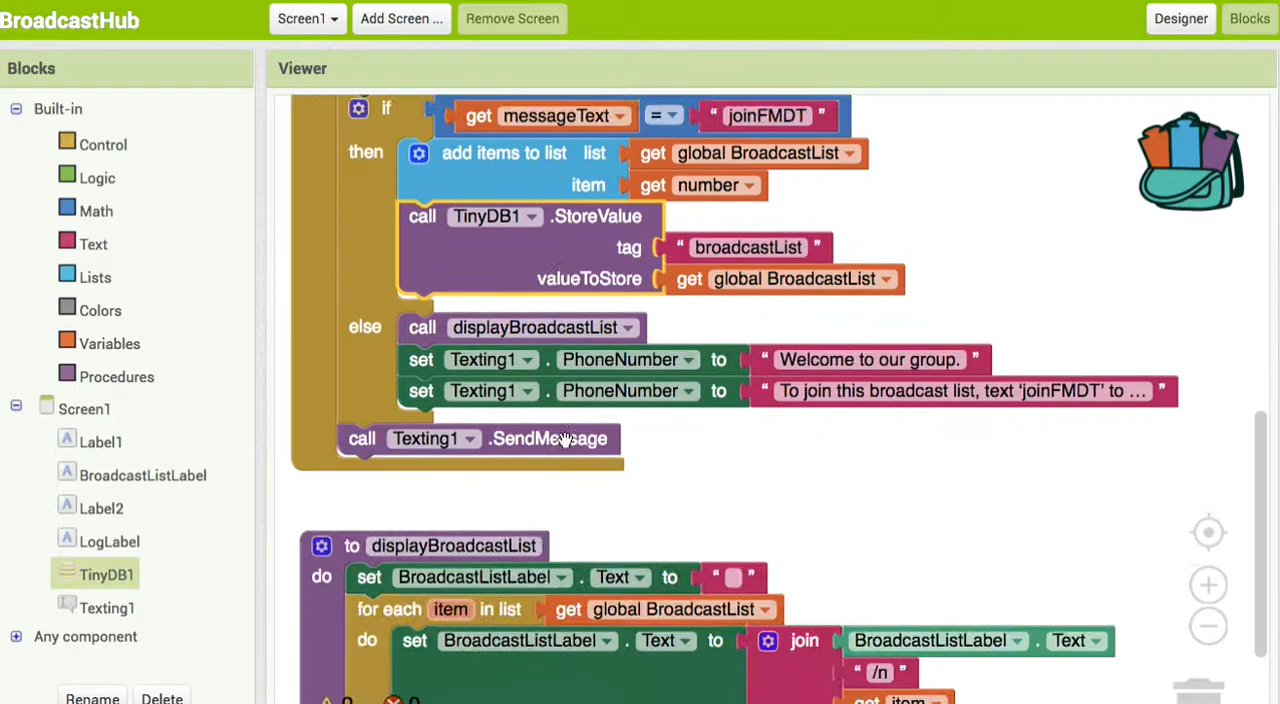 BroadcastHub
Screen1 Add Screen ... Remove Screen
Designer Blocks
Blocks
Viewer
Built-in
Control
Logic
Math
Text
Lists
Colors
Variables
Procedures
Screen1
Label1
BroadcastListLabel
Label2
LogLabel
TinyDB1
Texting1
Any component
Rename Delete
if get messageText = “ joinFMDT ”
then add items to list list get global BroadcastList
item get number
call TinyDB1 .StoreValue
tag “ broadcastList ”
valueToStore get global BroadcastList
else call displayBroadcastList
set Texting1 . PhoneNumber to “ Welcome to our group. ”
set Texting1 . PhoneNumber to “ To join this broadcast list, text ‘joinFMDT’ to ... ”
call Texting1 .SendMessage
to displayBroadcastList
do set BroadcastListLabel . Text to “ ”
for each item in list get global BroadcastList
do set BroadcastListLabel . Text to join BroadcastListLabel . Text
“ /n ”
get item
0 0